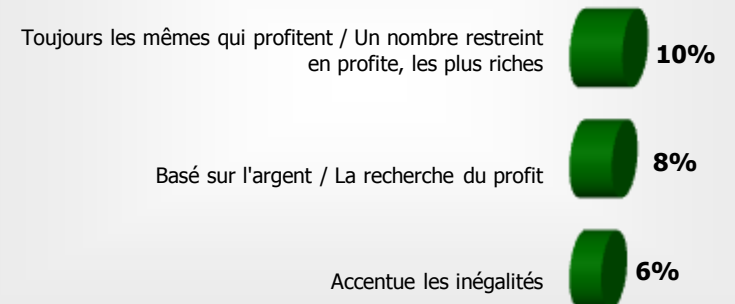 Toujours les mêmes qui profitent / Un nombre restreint
en profite, les plus riches
10%
Basé sur l'argent / La recherche du profit
8%
Accentue les inégalités
6%